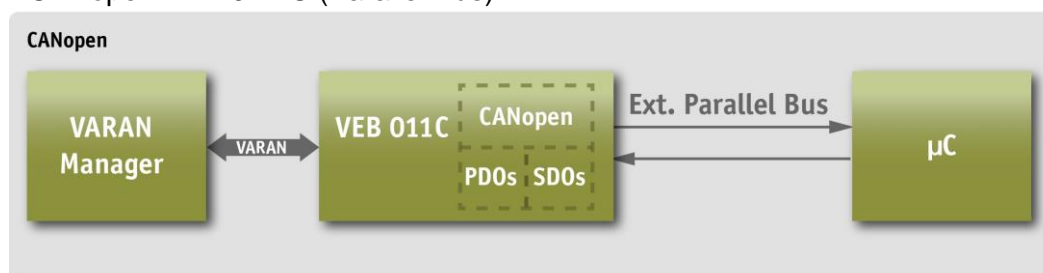 CANopen
VARAN
Manager
VARAN
VEB 011C
CANopen
PDOs
SDOs
Ext. Parallel Bus
µC